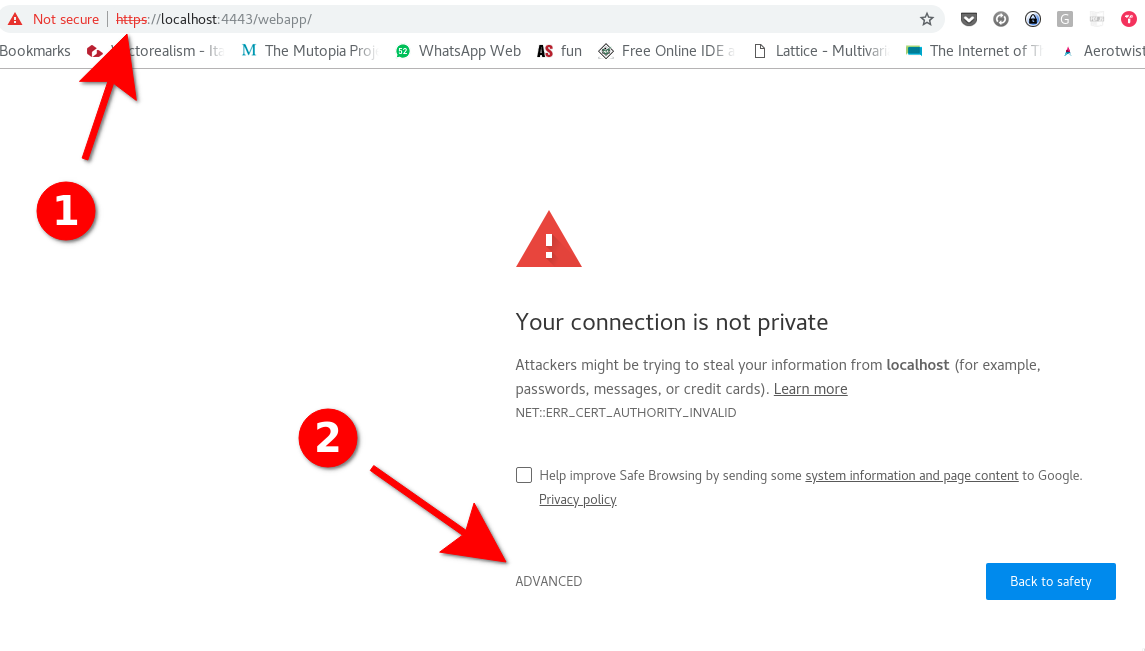 Not secure https://localhost:4443/webapp/
Bookmarks ctorealism - Ita M The Mutopia Proj 52 WhatsApp Web AS fun Free Online IDE a Lattice - Multivari The Internet of Th Aerotwist
1
Your connection is not private
Attackers might be trying to steal your information from localhost (for example,
passwords, messages, or credit cards). Learn more
NET::ERR_CERT_AUTHORITY_INVALID
2
Help improve Safe Browsing by sending some system information and page content to Google.
Privacy policy
ADVANCED
Back to safety